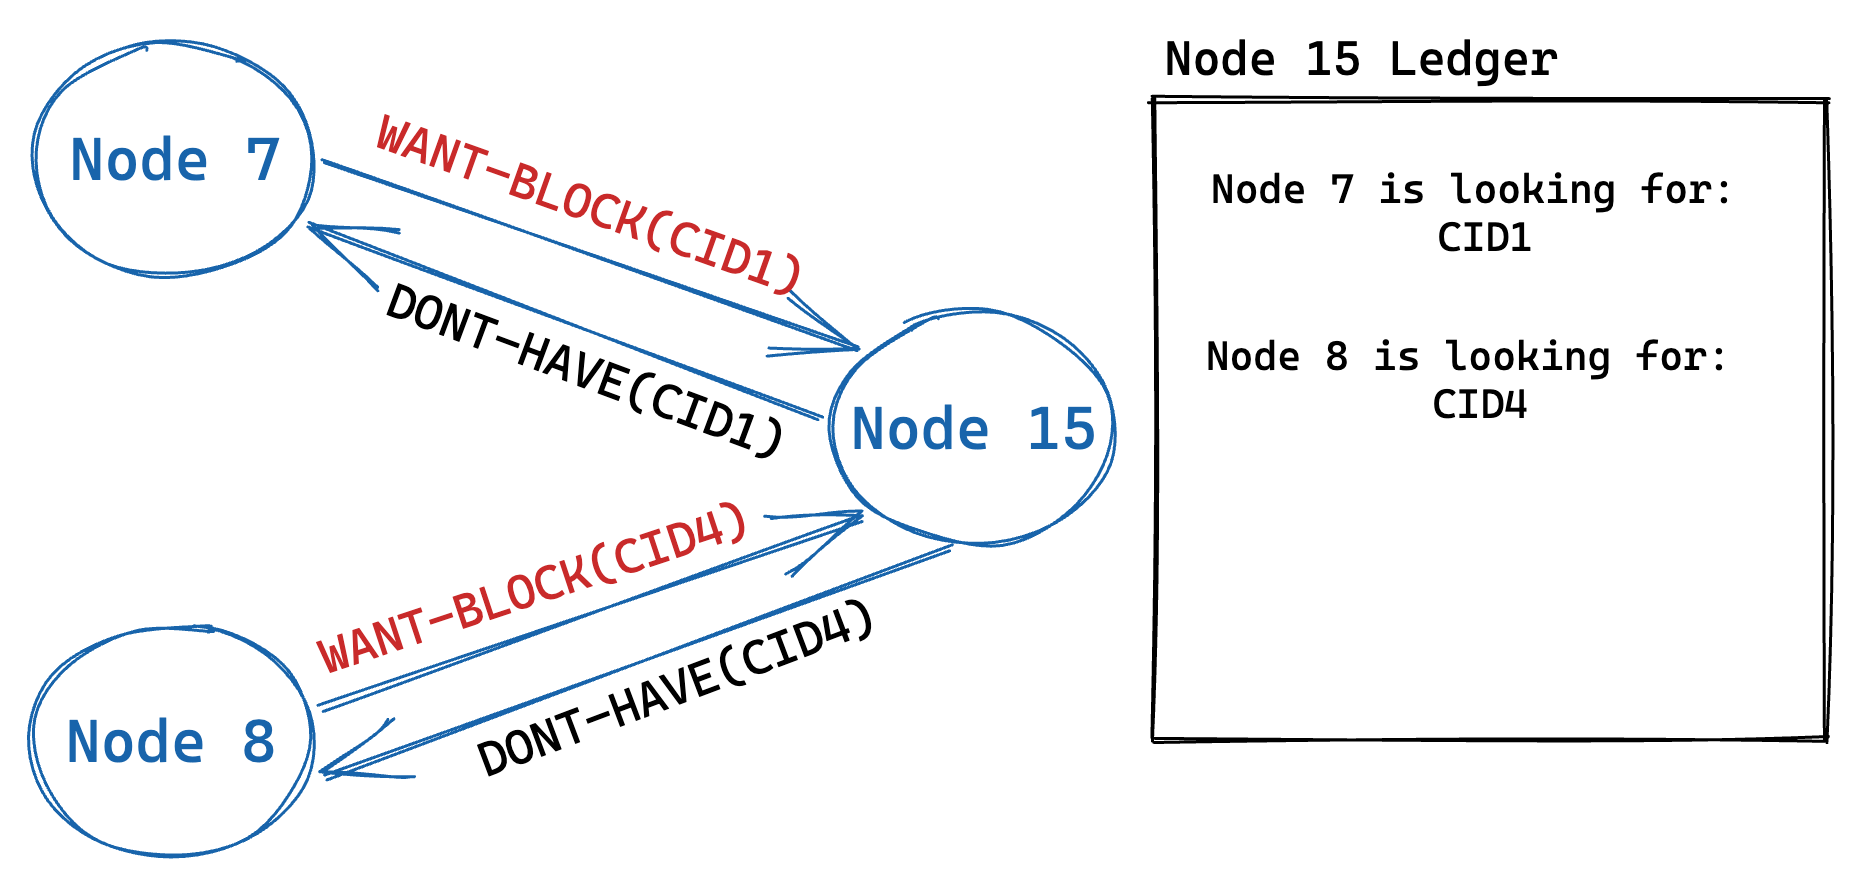 Node 7
WANT-BLOCK(CID1)
DONT-HAVE(CID1)
Node 15
WANT-BLOCK(CID4)
DONT-HAVE(CID4)
Node 8
Node 15 Ledger
Node 7 is looking for:
CID1
Node 8 is looking for:
CID4